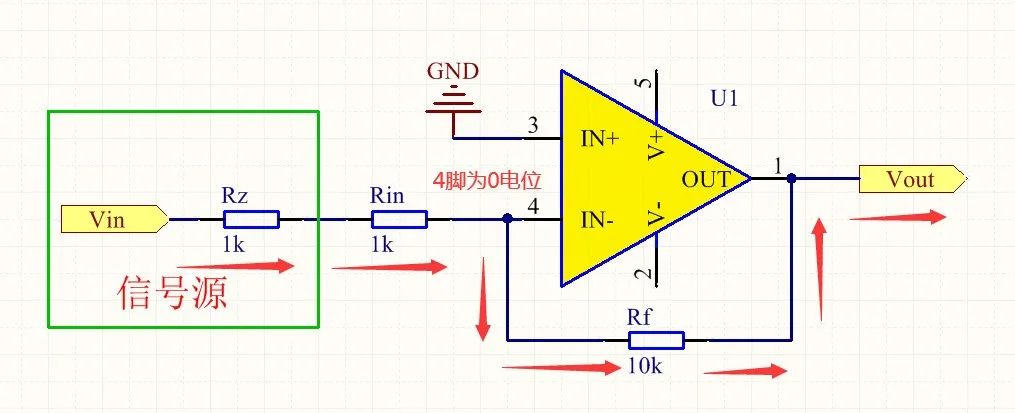 GND
5
U1
3
IN+
V+
1
4脚为0电位
OUT
Vout
Rz
Rin
4
IN-
V-
Vin
1k
1k
2
信号源
Rf
10k